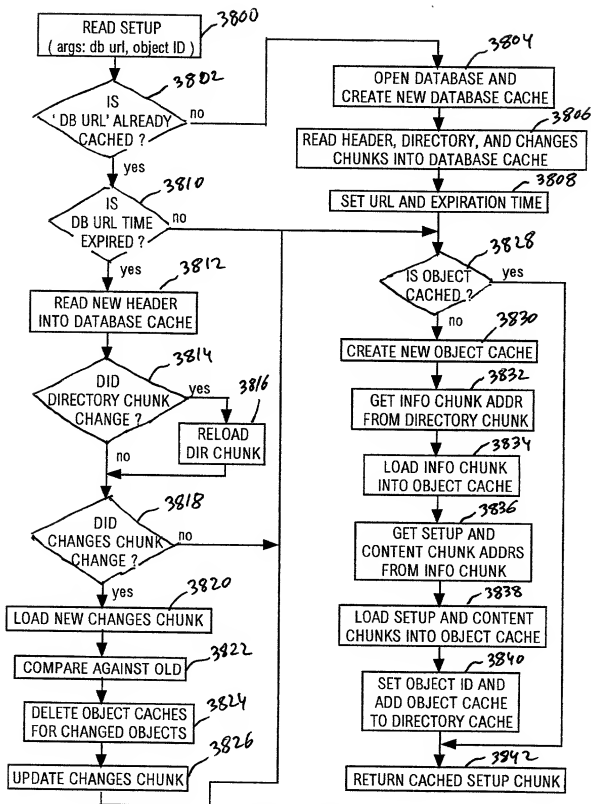 3800
READ SETUP
( args: db url, object ID )
3802
IS
'DB URL' ALREADY
CACHED ?
no
yes
3810
IS
DB URL TIME
EXPIRED ?
no
yes
3812
READ NEW HEADER
INTO DATABASE CACHE
3814
DID
DIRECTORY CHUNK
CHANGE ?
yes
no
3816
RELOAD
DIR CHUNK
3818
DID
CHANGES CHUNK
CHANGE ?
no
yes
3820
LOAD NEW CHANGES CHUNK
3822
COMPARE AGAINST OLD
3824
DELETE OBJECT CACHES
FOR CHANGED OBJECTS
3826
UPDATE CHANGES CHUNK
3804
OPEN DATABASE AND
CREATE NEW DATABASE CACHE
3806
READ HEADER, DIRECTORY, AND CHANGES
CHUNKS INTO DATABASE CACHE
3808
SET URL AND EXPIRATION TIME
3828
IS OBJECT
CACHED ?
yes
no
3830
CREATE NEW OBJECT CACHE
3832
GET INFO CHUNK ADDR
FROM DIRECTORY CHUNK
3834
LOAD INFO CHUNK
INTO OBJECT CACHE
3836
GET SETUP AND
CONTENT CHUNK ADDRS
FROM INFO CHUNK
3838
LOAD SETUP AND CONTENT
CHUNKS INTO OBJECT CACHE
3840
SET OBJECT ID AND
ADD OBJECT CACHE
TO DIRECTORY CACHE
3842
RETURN CACHED SETUP CHUNK